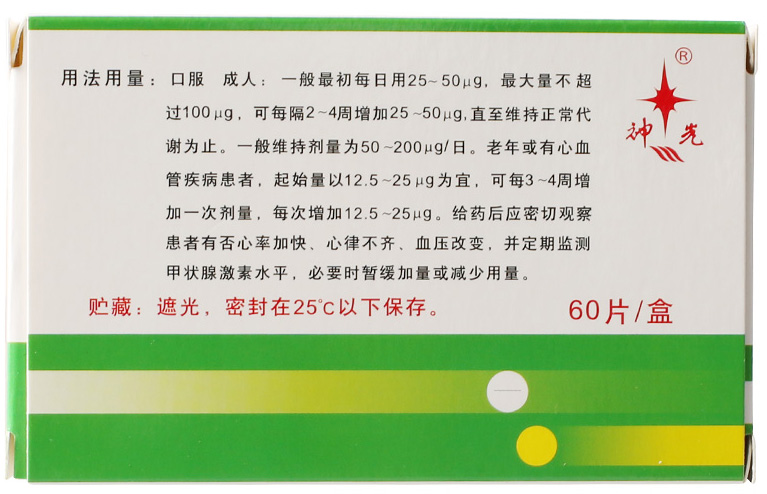 用法用量：口服 成人：一般最初每日用25~50μg，最大量不超
过100μg，可每隔2~4周增加25~50μg,直至维持正常代
谢为止。一般维持剂量为50~200μg/日。老年或有心血
管疾病患者，起始量以12.5~25μg为宜，可每3~4周增
加一次剂量，每次增加12.5~25μg。给药后应密切观察
患者有否心率加快、心律不齐、血压改变，并定期监测
甲状腺激素水平，必要时暂缓加量或减少用量。
贮藏：遮光，密封在25℃以下保存。
60片/盒
®
神光